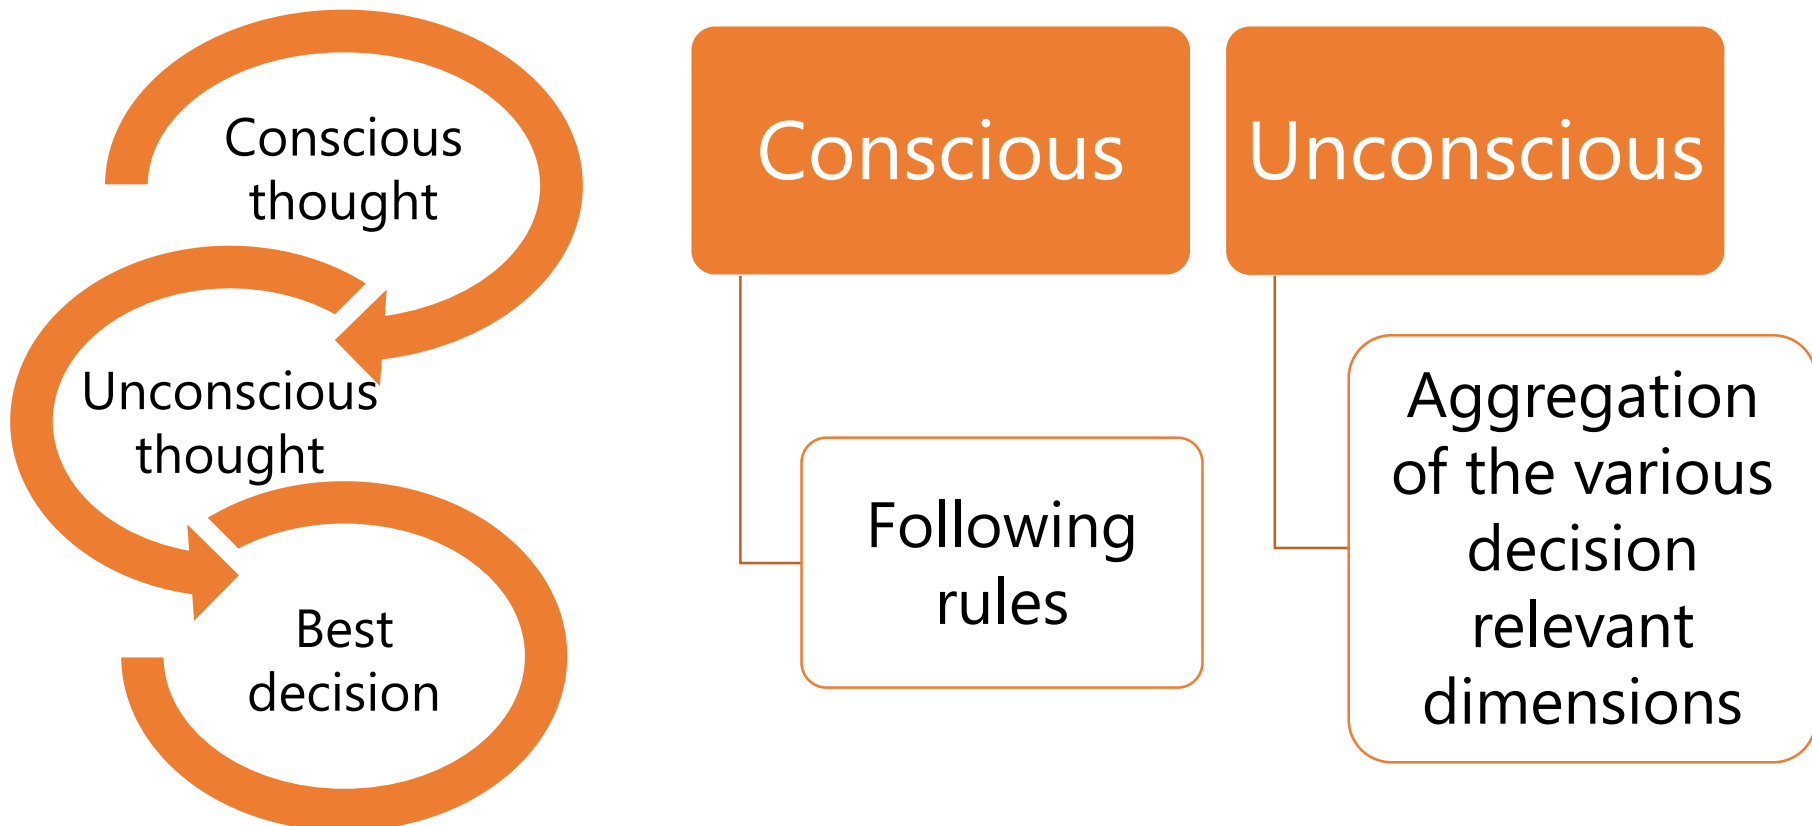 Conscious
thought
Unconscious
thought
Best
decision
Conscious
Following
rules
Unconscious
Aggregation
of the various
decision
relevant
dimensions